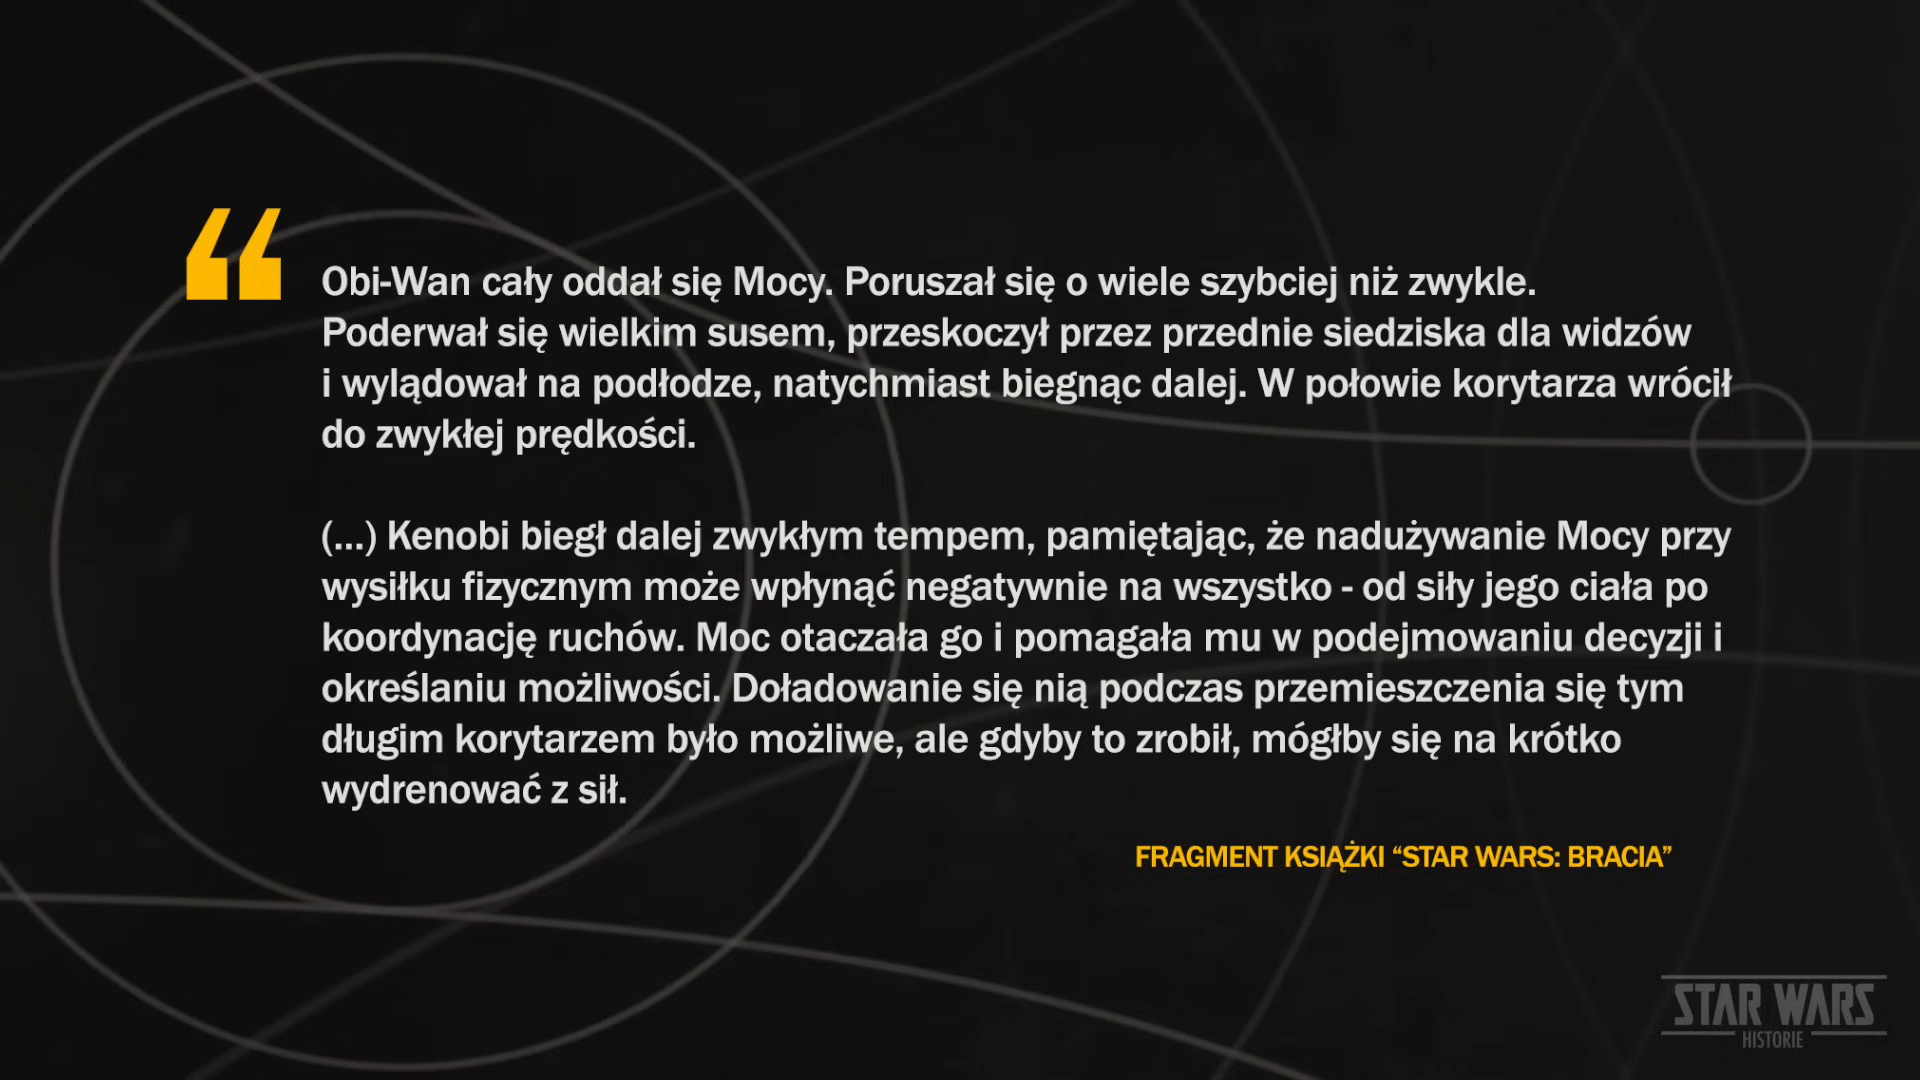 “
Obi-Wan cały oddał się Mocy. Poruszał się o wiele szybciej niż zwykle.
Poderwał się wielkim susem, przeskoczył przez przednie siedziska dla widzów
i wylądował na podłodze, natychmiast biegnąc dalej. W połowie korytarza wrócił
do zwykłej prędkości.
(...) Kenobi biegł dalej zwykłym tempem, pamiętając, że nadużywanie Mocy przy
wysiłku fizycznym może wpłynąć negatywnie na wszystko - od siły jego ciała po
koordynację ruchów. Moc otaczała go i pomagała mu w podejmowaniu decyzji i
określaniu możliwości. Doładowanie się nią podczas przemieszczenia się tym
długim korytarzem było możliwe, ale gdyby to zrobił, mógłby się na krótko
wydrenować z sił.
FRAGMENT KSIĄŻKI “STAR WARS: BRACIA”
STAR WARS
HISTORIE